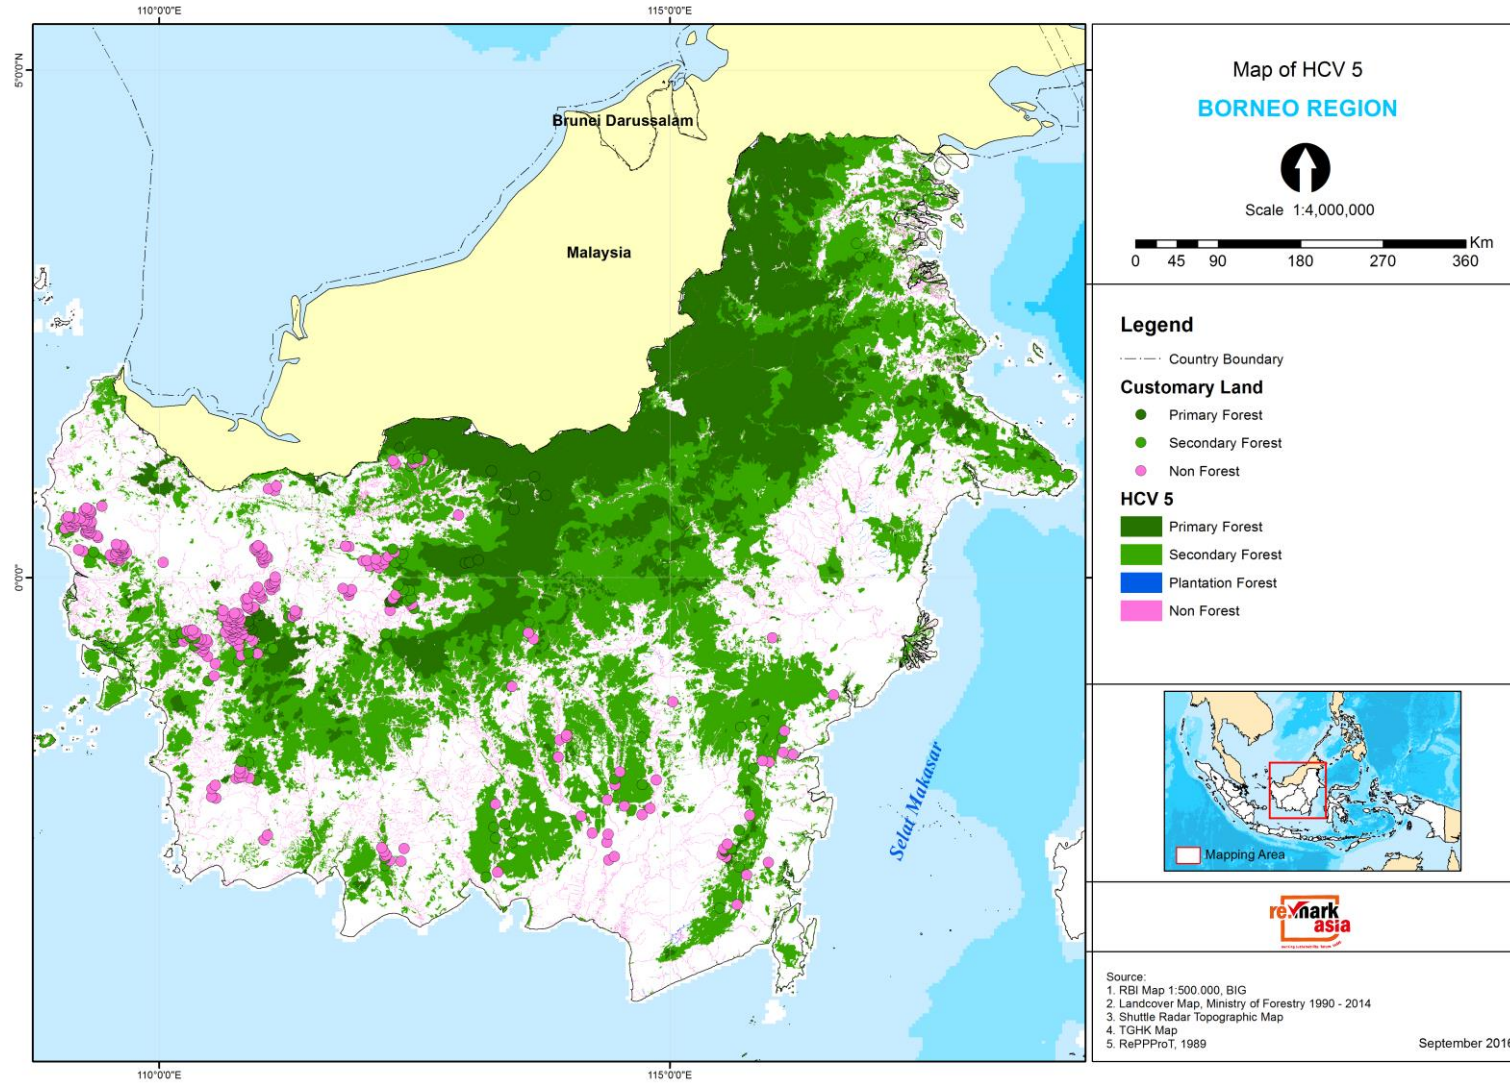 110°0'0"E
115°0'0"E
5°0'0"N
0°0'0"
Brunei Darussalam
Malaysia
Selat Makasar
110°0'0"E
115°0'0"E
Map of HCV 5
BORNEO REGION
Scale 1:4,000,000
Km
0 45 90 180 270 360
Legend
Country Boundary
Customary Land
Primary Forest
Secondary Forest
Non Forest
HCV 5
Primary Forest
Secondary Forest
Plantation Forest
Non Forest
Mapping Area
remark
asia
Source:
1. RBI Map 1:500.000, BIG
2. Landcover Map, Ministry of Forestry 1990 - 2014
3. Shuttle Radar Topographic Map
4. TGHK Map
5. RePPProT, 1989
September 2016